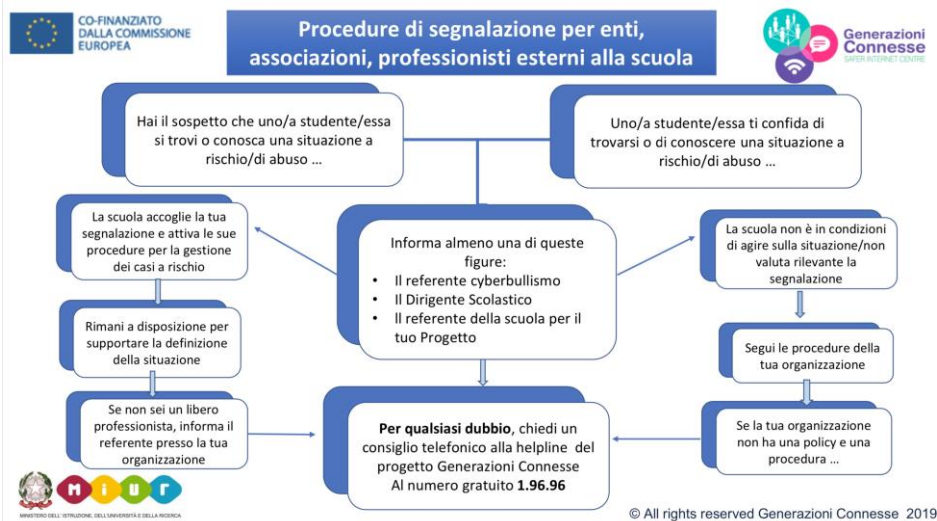 CO-FINANZIATO
DALLA COMMISSIONE
EUROPEA
Procedure di segnalazione per enti,
associazioni, professionisti esterni alla scuola
Generazioni
Connesse
SAFER INTERNET CENTRE
Hai il sospetto che uno/a studente/essa
si trovi o conosca una situazione a
rischio/di abuso ...
Uno/a studente/essa ti confida di
trovarsi o di conoscere una situazione a
rischio/di abuso ...
La scuola accoglie la tua
segnalazione e attiva le sue
procedure per la gestione
dei casi a rischio
Informa almeno una di queste
figure:
• Il referente cyberbullismo
• Il Dirigente Scolastico
• Il referente della scuola per il
tuo Progetto
La scuola non è in condizioni
di agire sulla situazione/non
valuta rilevante la
segnalazione
Rimani a disposizione per
supportare la definizione
della situazione
Segui le procedure della
tua organizzazione
Se non sei un libero
professionista, informa il
referente presso la tua
organizzazione
Per qualsiasi dubbio, chiedi un
consiglio telefonico alla helpline del
progetto Generazioni Connesse
Al numero gratuito 1.96.96
Se la tua organizzazione
non ha una policy e una
procedura ...
miur
MINISTERO DELL'ISTRUZIONE, DELL'UNIVERSITÀ E DELLA RICERCA
© All rights reserved Generazioni Connesse 2019